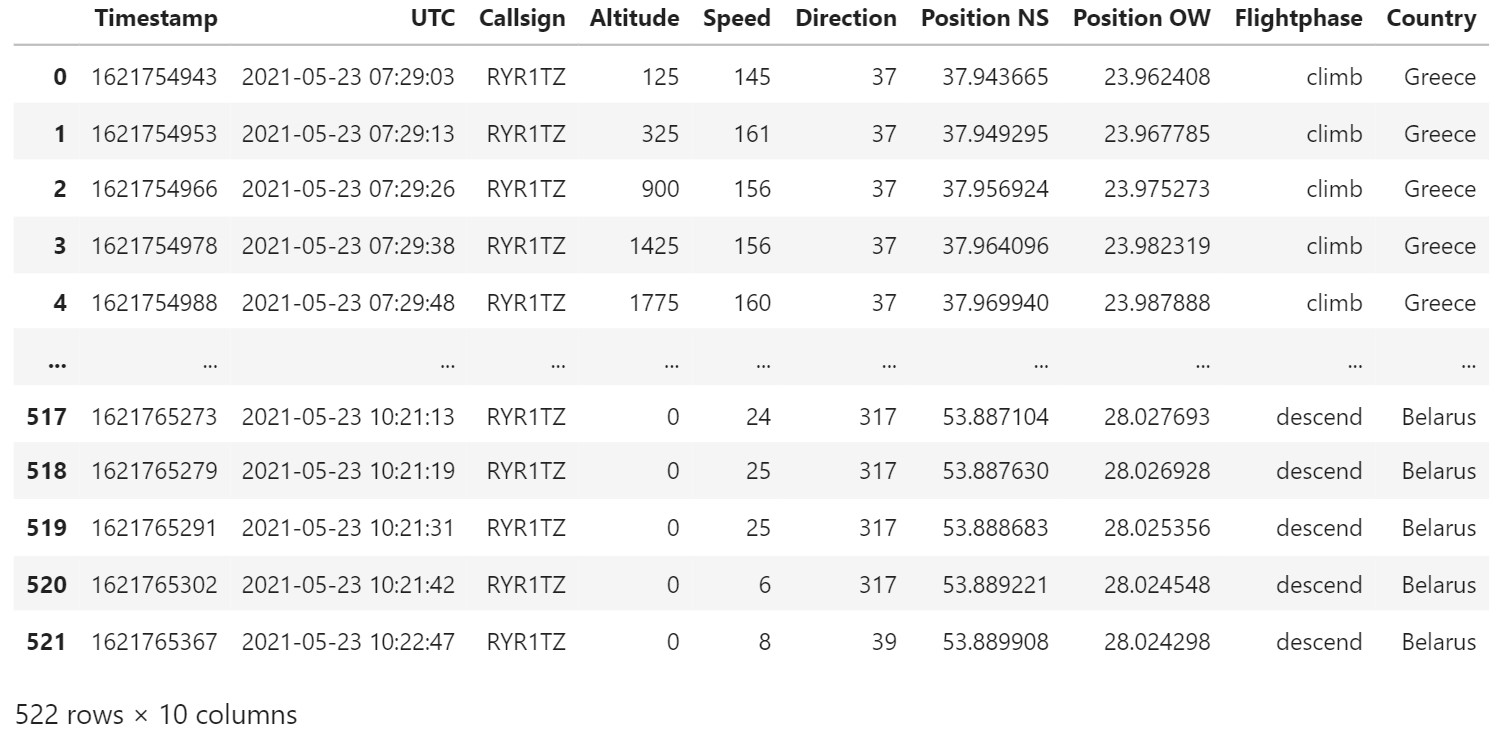 Timestamp UTC Callsign Altitude Speed Direction Position NS Position OW Flightphase Country
0 1621754943 2021-05-23 07:29:03 RYR1TZ 125 145 37 37.943665 23.962408 climb Greece
1 1621754953 2021-05-23 07:29:13 RYR1TZ 325 161 37 37.949295 23.967785 climb Greece
2 1621754966 2021-05-23 07:29:26 RYR1TZ 900 156 37 37.956924 23.975273 climb Greece
3 1621754978 2021-05-23 07:29:38 RYR1TZ 1425 156 37 37.964096 23.982319 climb Greece
4 1621754988 2021-05-23 07:29:48 RYR1TZ 1775 160 37 37.969940 23.987888 climb Greece
... ... ... ... ... ... ... ... ... ... ...
517 1621765273 2021-05-23 10:21:13 RYR1TZ 0 24 317 53.887104 28.027693 descend Belarus
518 1621765279 2021-05-23 10:21:19 RYR1TZ 0 25 317 53.887630 28.026928 descend Belarus
519 1621765291 2021-05-23 10:21:31 RYR1TZ 0 25 317 53.888683 28.025356 descend Belarus
520 1621765302 2021-05-23 10:21:42 RYR1TZ 0 6 317 53.889221 28.024548 descend Belarus
521 1621765367 2021-05-23 10:22:47 RYR1TZ 0 8 39 53.889908 28.024298 descend Belarus
522 rows × 10 columns